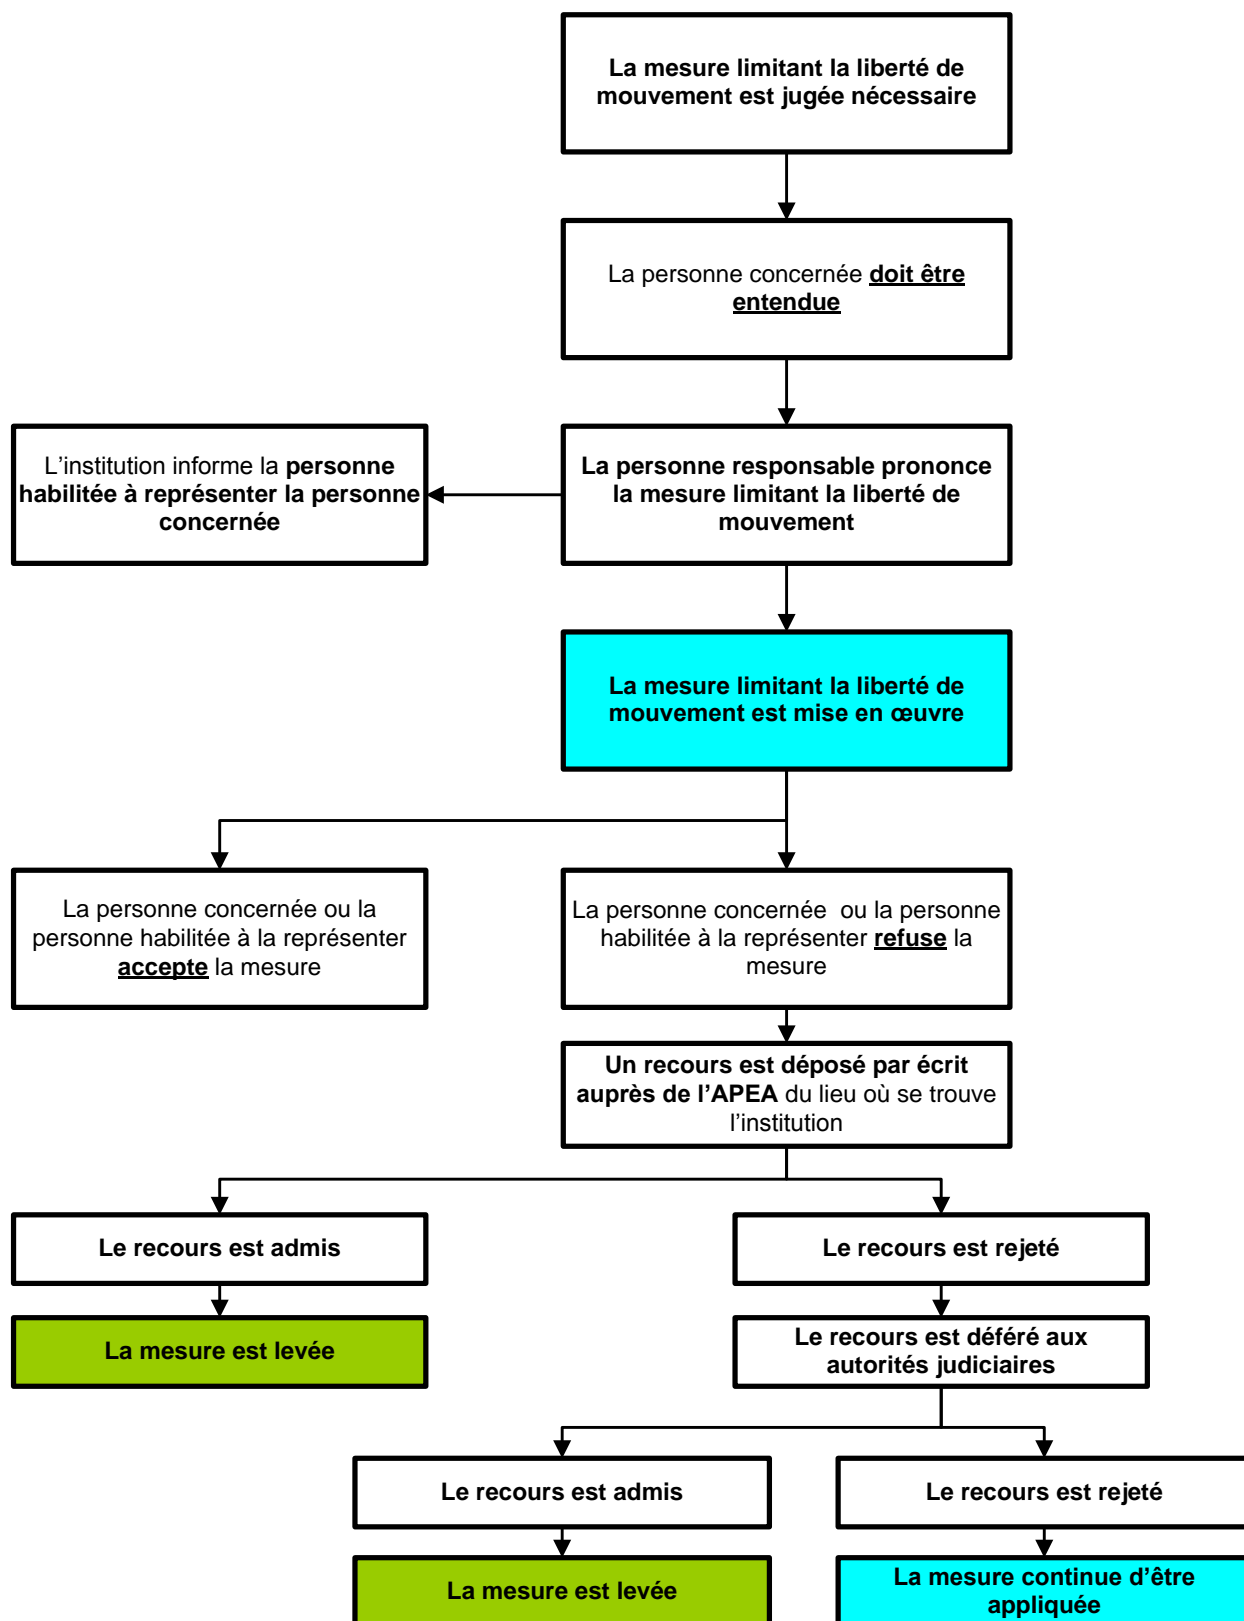 La mesure limitant la liberté de
mouvement est jugée nécessaire
La personne concernée doit être
entendue
L’institution informe la personne
habilitée à représenter la personne
concernée
La personne responsable prononce
la mesure limitant la liberté de
mouvement
La mesure limitant la liberté de
mouvement est mise en œuvre
La personne concernée ou la
personne habilitée à la représenter
accepte la mesure
La personne concernée ou la personne
habilitée à la représenter refuse la
mesure
Un recours est déposé par écrit
auprès de l’APEA du lieu où se trouve
l’institution
Le recours est admis
Le recours est rejeté
La mesure est levée
Le recours est déféré aux
autorités judiciaires
Le recours est admis
Le recours est rejeté
La mesure est levée
La mesure continue d’être
appliquée